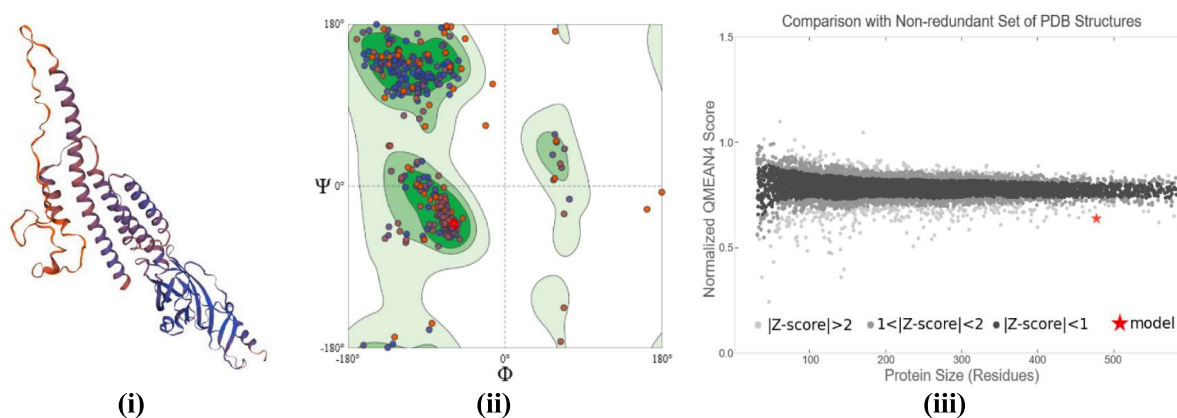 180°
Ψ 0°
-180°
-180° 0° 180°
Φ
Comparison with Non-redundant Set of PDB Structures
Normalized QMEAN4 Score
1.5
1.0
0.5
0.0
|Z-score|>2 1<|Z-score|<2 |Z-score|<1 model
100 200 300 400 500
Protein Size (Residues)
(i) (ii) (iii)